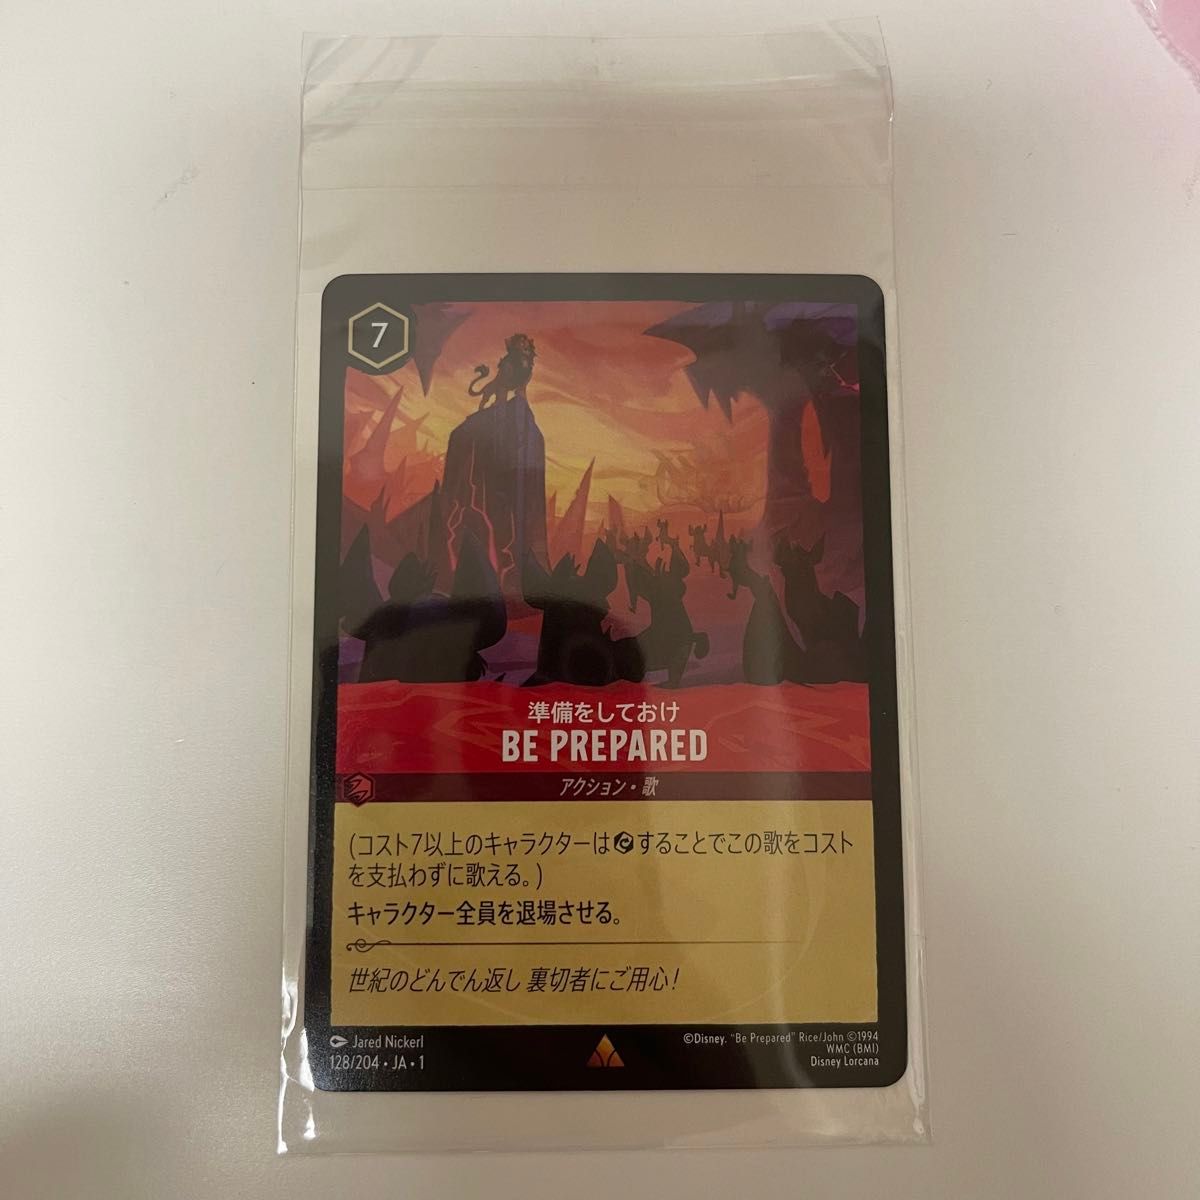 7
準備をしておけ
BE PREPARED
アクション・歌
(コスト7以上のキャラクターはすることでこの歌をコスト
を支払わずに歌える。)
キャラクター全員を退場させる。
世紀のどんでん返し 裏切者にご用心!
Jared Nickerl
128/204・JA・1
©Disney. "Be Prepared" Rice/John ©1994
WMC (BMI)
Disney Lorcana